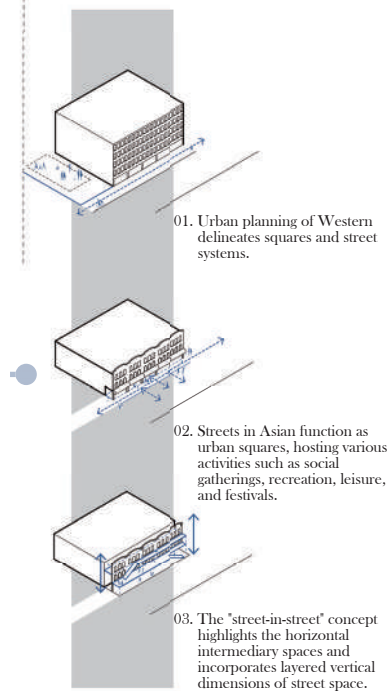 01. Urban planning of Western
delineates squares and street
systems.
02. Streets in Asian function as
urban squares, hosting various
activities such as social
gatherings, recreation, leisure,
and festivals.
03. The "street-in-street" concept
highlights the horizontal
intermediary spaces and
incorporates layered vertical
dimensions of street space.